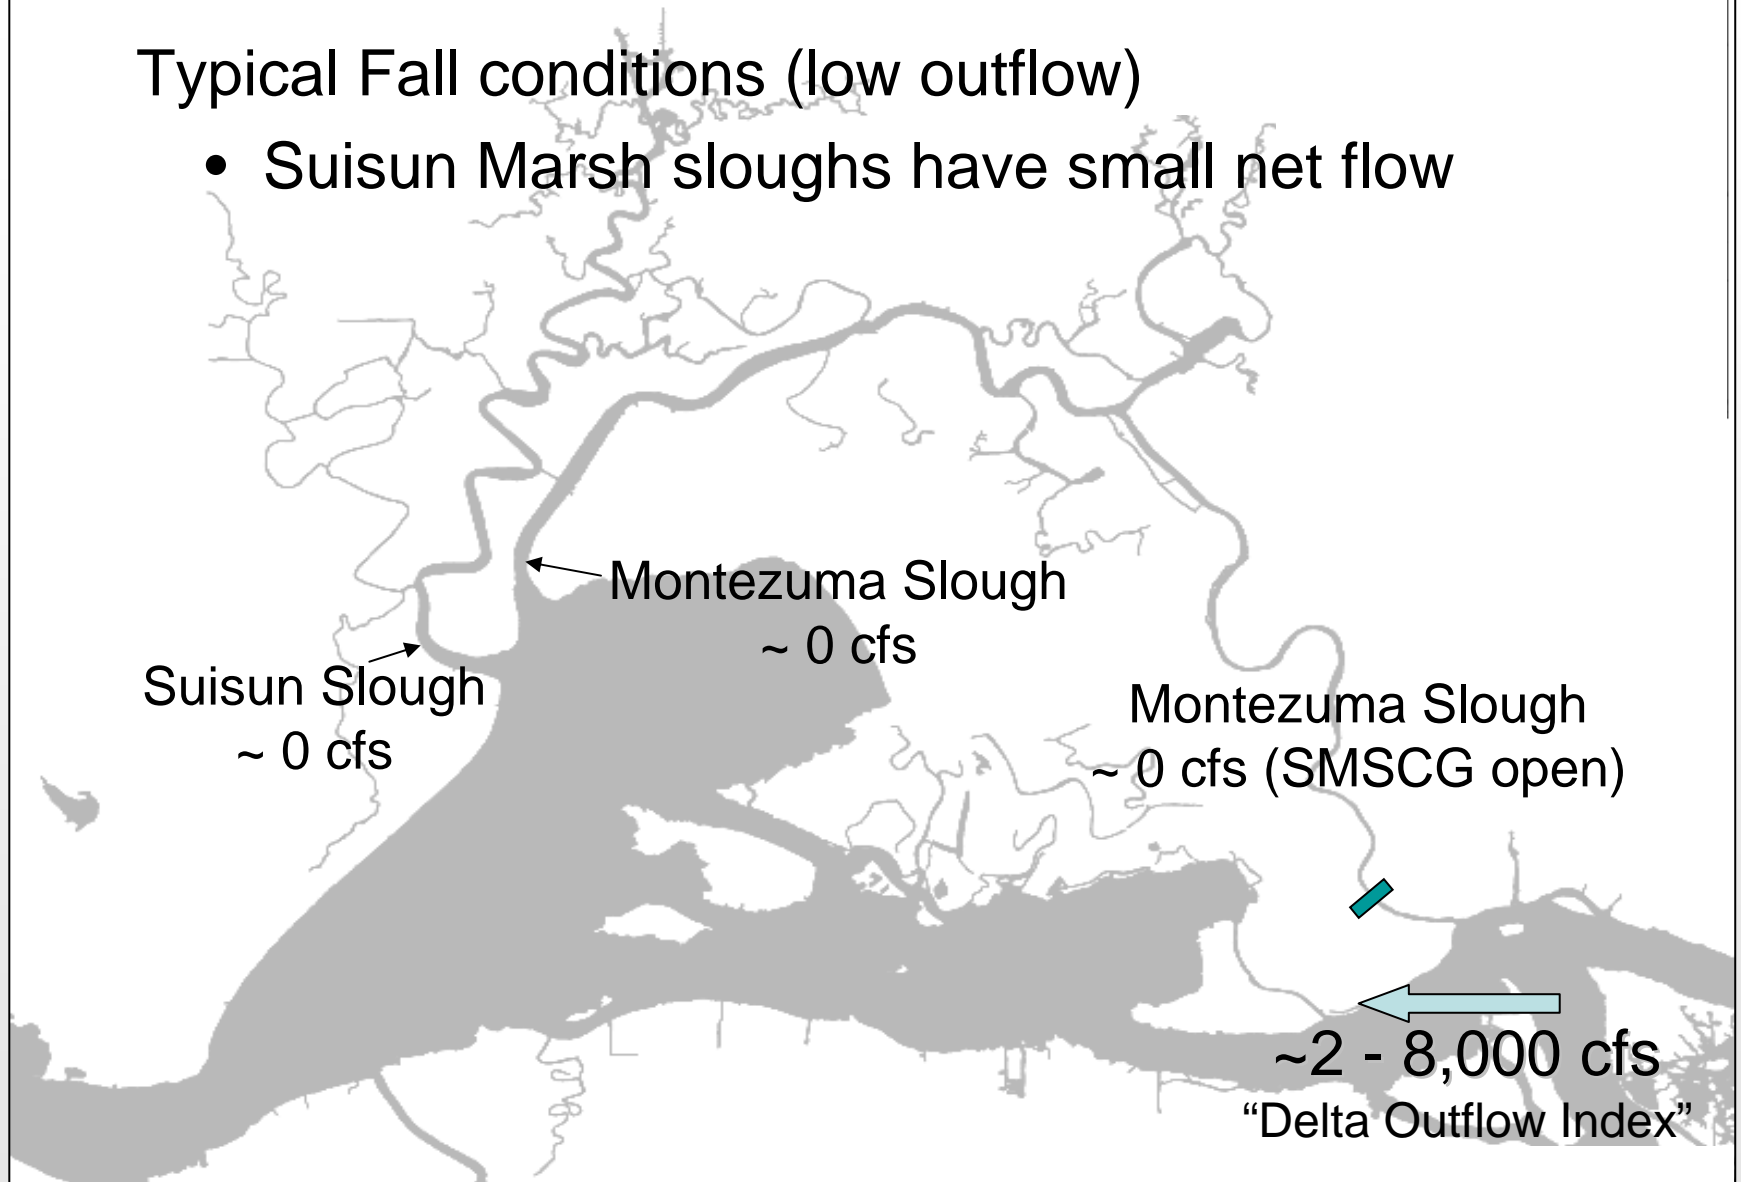 Typical Fall conditions (low outflow)
• Suisun Marsh sloughs have small net flow
Montezuma Slough
~ 0 cfs
Suisun Slough
~ 0 cfs
Montezuma Slough
~ 0 cfs (SMSCG open)
~2 - 8,000 cfs
“Delta Outflow Index”